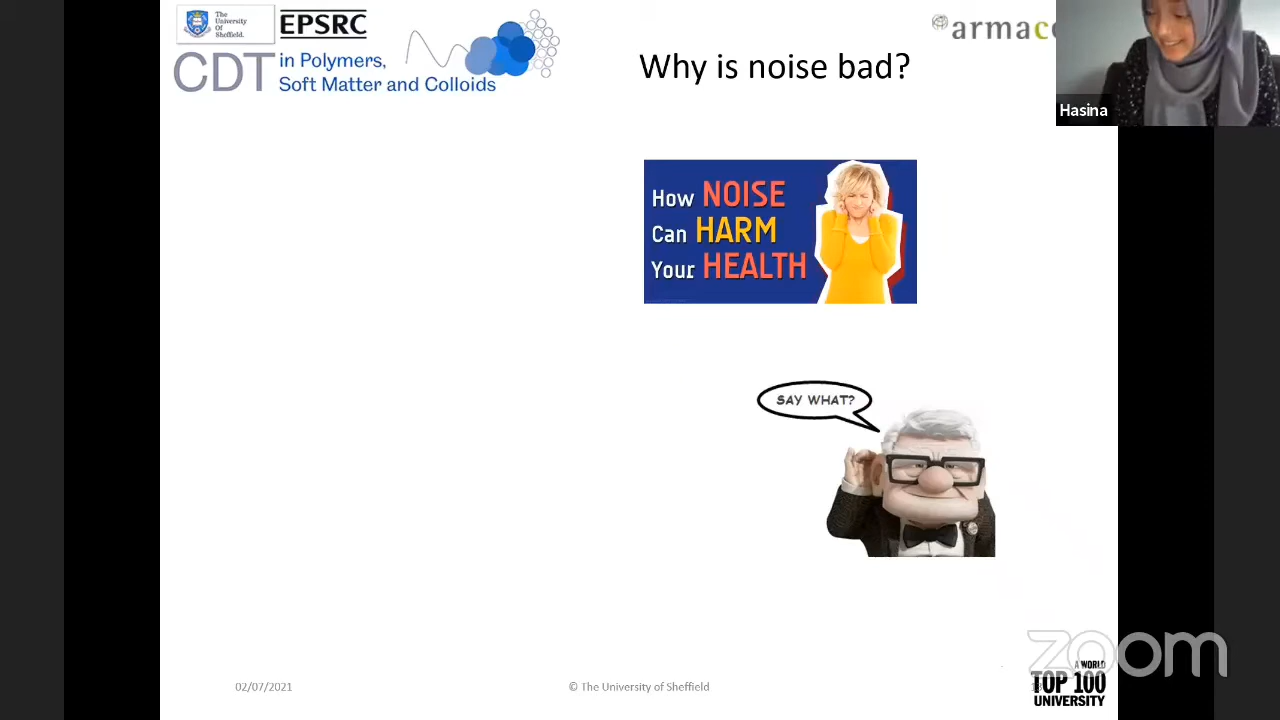 The
University
Of
Sheffield.
EPSRC
CDT
in Polymers,
Soft Matter and Colloids
Why is noise bad?
Hasina
How NOISE
Can HARM
Your HEALTH
SAY WHAT?
zoom
02/07/2021
© The University of Sheffield
A WORLD
TOP 100
UNIVERSITY